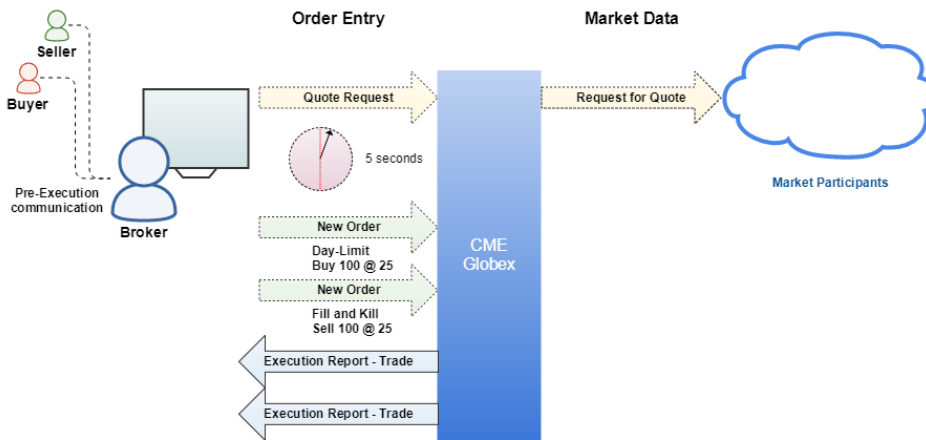 Order Entry
Market Data
Seller
Buyer
Quote Request
Request for Quote
5 seconds
Market Participants
Pre-Execution
communication
Broker
New Order
Day-Limit
Buy 100 @ 25
CME
Globex
New Order
Fill and Kill
Sell 100 @ 25
Execution Report - Trade
Execution Report - Trade